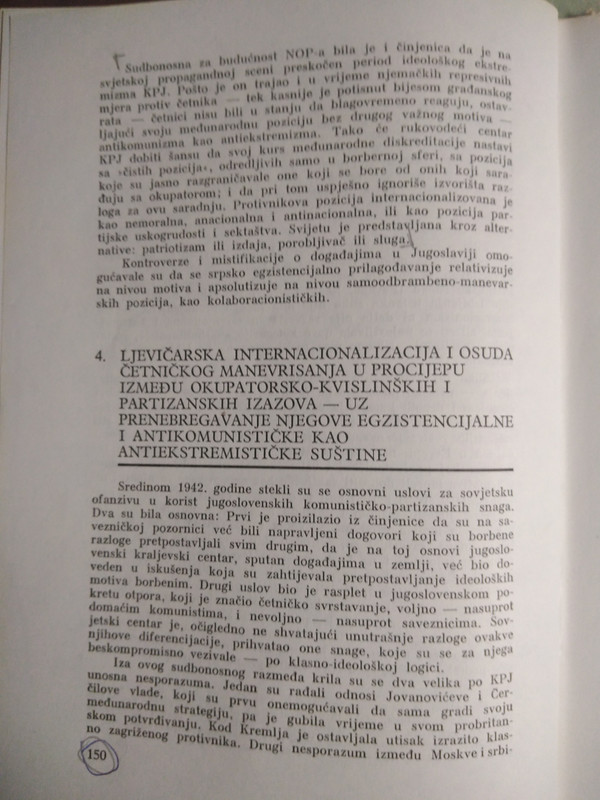 Sudbonosna za budućnost NOP-a bila je i činjenica da je na
svjetskoj propagandnoj sceni preskočen period ideološkog ekstre-
mizma KPJ. Pošto je on trajao i u vrijeme njemačkih represivnih
mjera protiv četnika — tek kasnije je potisnut bijesom građanskog
rata — četnici nisu bili u stanju da blagovremeno reaguju, ostav-
ljajući svoju međunarodnu poziciju bez drugog važnog motiva —
antikomunizma kao antiekstremizma. Tako će rukovodeći centar
KPJ dobiti šansu da svoj kurs međunarodne diskreditacije nastavi
sa »čistih pozicija«, odredljivih samo u borbernoj sferi, sa pozicija
koje su jasno razgraničavale one koji se bore od onih koji sara-
đuju sa okupatorom; i da pri tom uspješno ignoriše izvorišta raz-
loga za ovu saradnju. Protivnikova pozicija internacionalizovana je
kao nemoralna, anacionalna i antinacionalna, ili kao pozicija par-
tijske uskogrudosti i sektaštva. Svijetu je predstavljana kroz alter-
native: patriotizam ili izdaja, porobljivač ili sluga.
Kontroverze i mistifikacije o događajima u Jugoslaviji omo-
gućavale su da se srpsko egzistencijalno prilagođavanje relativizuje
na nivou motiva i apsolutizuje na nivou samoodbrambeno-manevar-
skih pozicija, kao kolaboracionističkih.
4. LJEVIČARSKA INTERNACIONALIZACIJA I OSUDA
ČETNIČKOG MANEVRISANJA U PROCIJEPU
IZMEĐU OKUPATORSKO-KVISLINŠKIH I
PARTIZANSKIH IZAZOVA — UZ
PRENEBREGAVANJE NJEGOVE EGZISTENCIJALNE
I ANTIKOMUNISTIČKE KAO
ANTIEKSTREMISTIČKE SUŠTINE
Sredinom 1942. godine stekli su se osnovni uslovi za sovjetsku
ofanzivu u korist jugoslovenskih komunističko-partizanskih snaga.
Dva su bila osnovna: Prvi je proizilazio iz činjenice da su na sa-
vezničkoj pozornici već bili napravljeni dogovori koji su borbene
razloge pretpostavljali svim drugim, da je na toj osnovi jugoslo-
venski kraljevski centar, sputan događajima u zemlji, već bio do-
veden u iskušenja koja su zahtijevala pretpostavljanje ideoloških
motiva borbenim. Drugi uslov bio je rasplet u jugoslovenskom po-
kretu otpora, koji je značio četničko svrstavanje, voljno — nasuprot
domaćim komunistima, i nevoljno — nasuprot saveznicima. Sov-
jetski centar je, očigledno ne shvatajući unutrašnje razloge ovakve
njihove diferencijacije, prihvatao one snage, koje su se za njega
beskompromisno vezivale — po klasno-ideološkoj logici.
Iza ovog sudbonosnog razmeđa krila su se dva velika po KPJ
unosna nesporazuma. Jedan su rađali odnosi Jovanovićeve i Čer-
čilove vlade, koji su prvu onemogućavali da sama gradi svoju
međunarodnu strategiju, pa je gubila vrijeme u svom probritan-
skom potvrđivanju. Kod Kremlja je ostavljala utisak izrazito klas-
no zagriženog protivnika. Drugi nesporazum između Moskve i srbi-
150